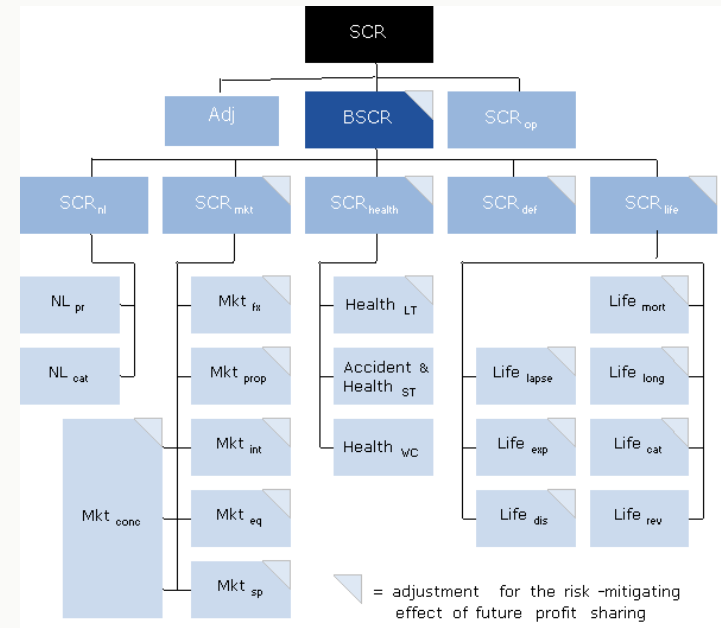 SCR
Adj
BSCR
SCR op
SCR nl
SCR mkt
SCR health
SCR def
SCR life
NL pr
Mkt fx
Health LT
Life mort
NL cat
Mkt prop
Accident &
Health ST
Life lapse
Life long
Mkt conc
Mkt int
Health WC
Life exp
Life cat
Mkt eq
Life dis
Life rev
Mkt sp
= adjustment for the risk -mitigating
effect of future profit sharing